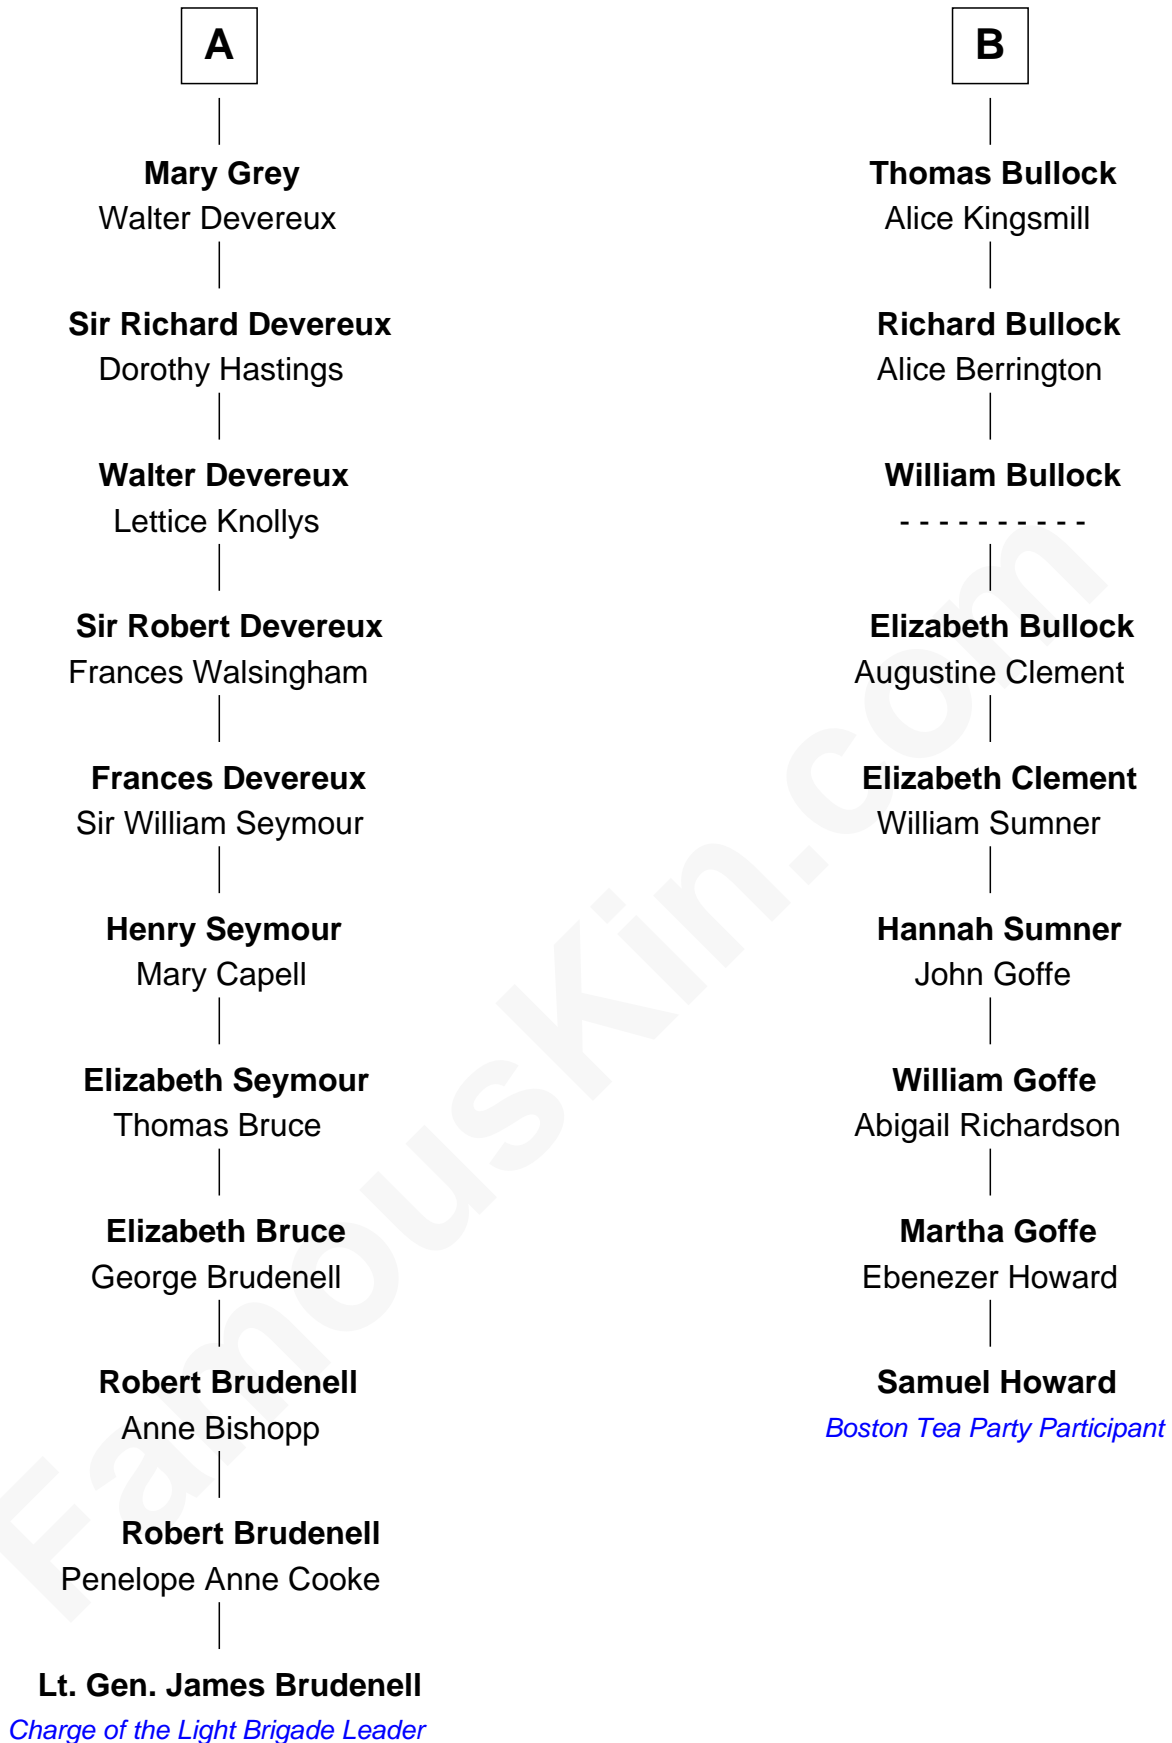 A
Mary Grey
Walter Devereux
Sir Richard Devereux
Dorothy Hastings
Walter Devereux
Lettice Knollys
Sir Robert Devereux
Frances Walsingham
Frances Devereux
Sir William Seymour
Henry Seymour
Mary Capell
Elizabeth Seymour
Thomas Bruce
Elizabeth Bruce
George Brudenell
Robert Brudenell
Anne Bishopp
Robert Brudenell
Penelope Anne Cooke
Lt. Gen. James Brudenell
Charge of the Light Brigade Leader
B
Thomas Bullock
Alice Kingsmill
Richard Bullock
Alice Berrington
William Bullock
- - - - - - - - - -
Elizabeth Bullock
Augustine Clement
Elizabeth Clement
William Sumner
Hannah Sumner
John Goffe
William Goffe
Abigail Richardson
Martha Goffe
Ebenezer Howard
Samuel Howard
Boston Tea Party Participant
FamousKin.com